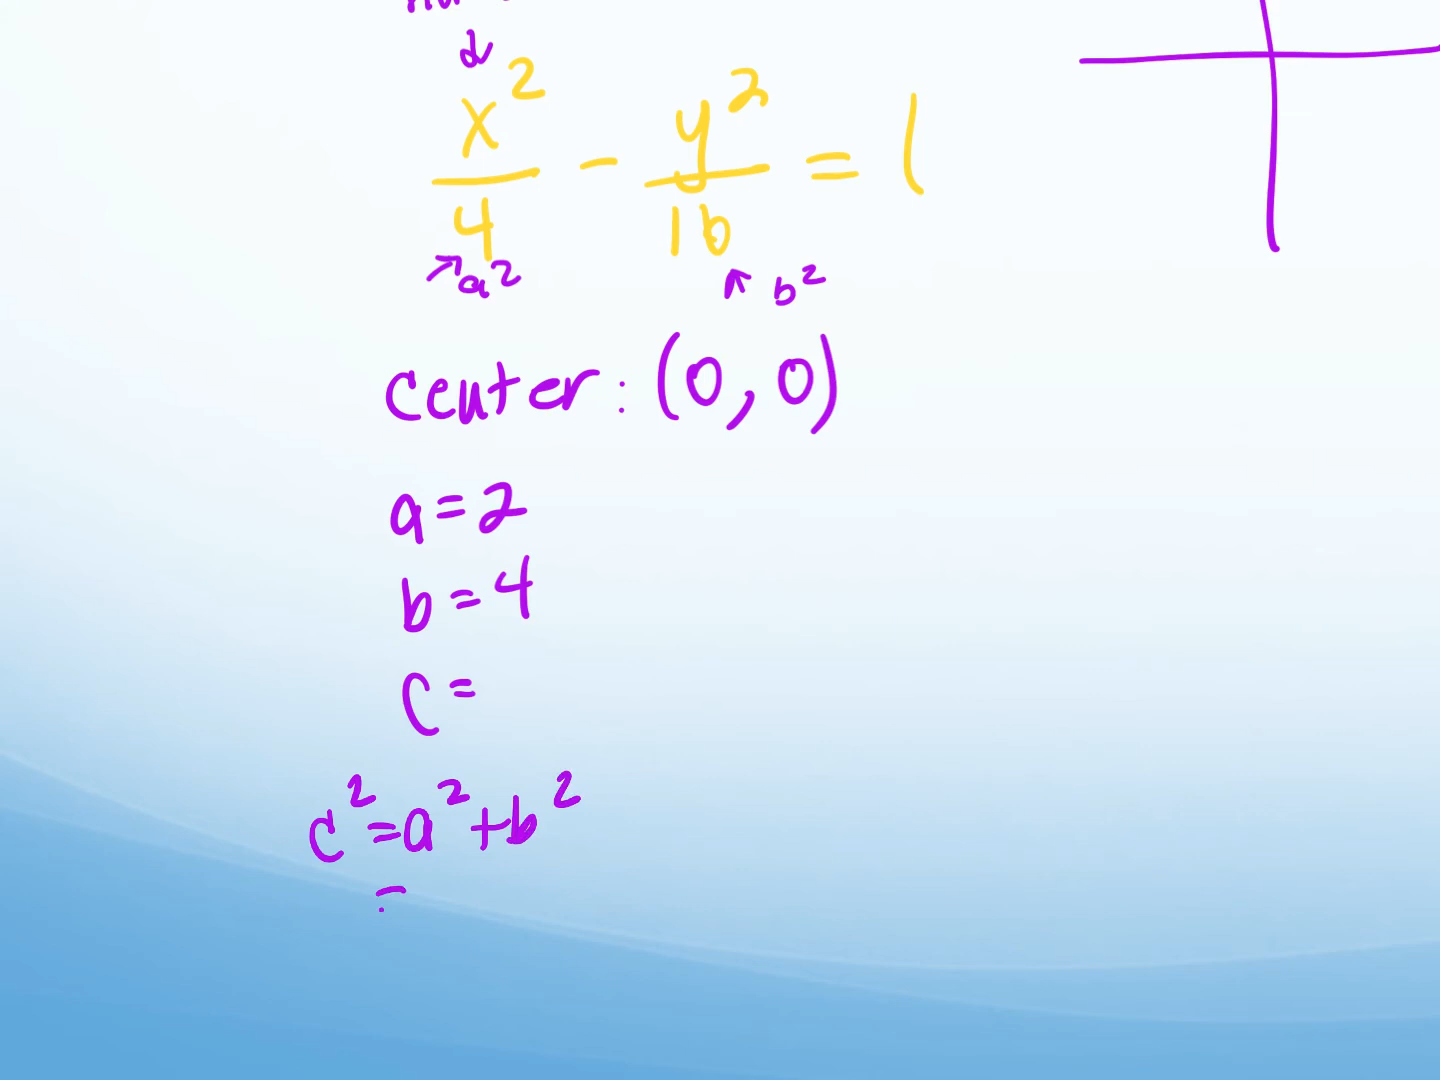 x² / 4 - y² / 16 = 1
a² b²
center: (0, 0)
a = 2
b = 4
c =
c² = a² + b²
=